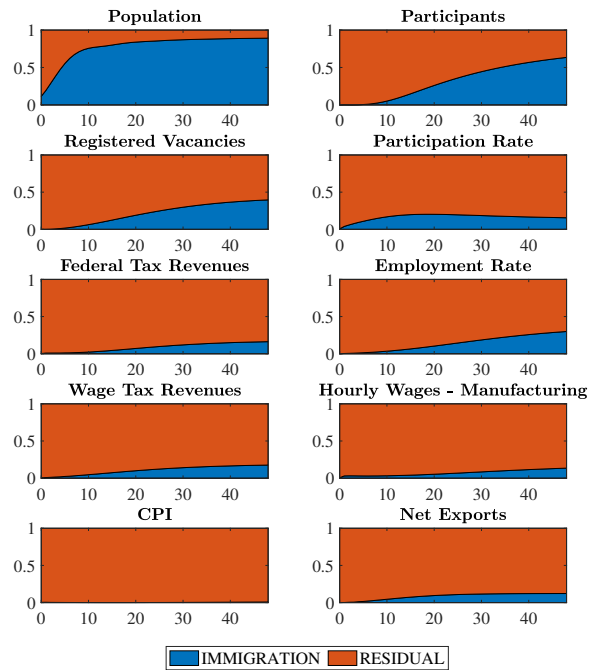 Population
Participants
1
0.5
0
0 10 20 30 40
1
0.5
0
0 10 20 30 40
Registered Vacancies
Participation Rate
1
0.5
0
0 10 20 30 40
1
0.5
0
0 10 20 30 40
Federal Tax Revenues
Employment Rate
1
0.5
0
0 10 20 30 40
1
0.5
0
0 10 20 30 40
Wage Tax Revenues
Hourly Wages - Manufacturing
1
0.5
0
0 10 20 30 40
1
0.5
0
0 10 20 30 40
CPI
Net Exports
1
0.5
0
0 10 20 30 40
1
0.5
0
0 10 20 30 40
IMMIGRATION RESIDUAL